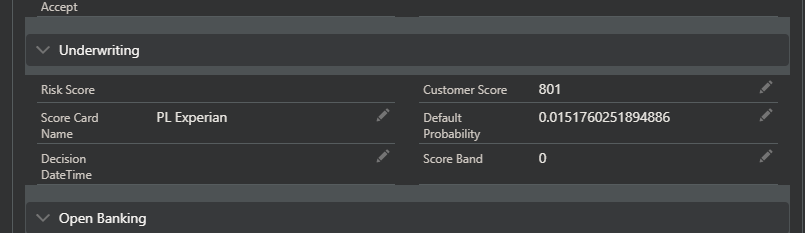 Accept
Underwriting
Risk Score
Customer Score 801
Score Card Name PL Experian
Default Probability 0.0151760251894886
Decision DateTime
Score Band 0
Open Banking